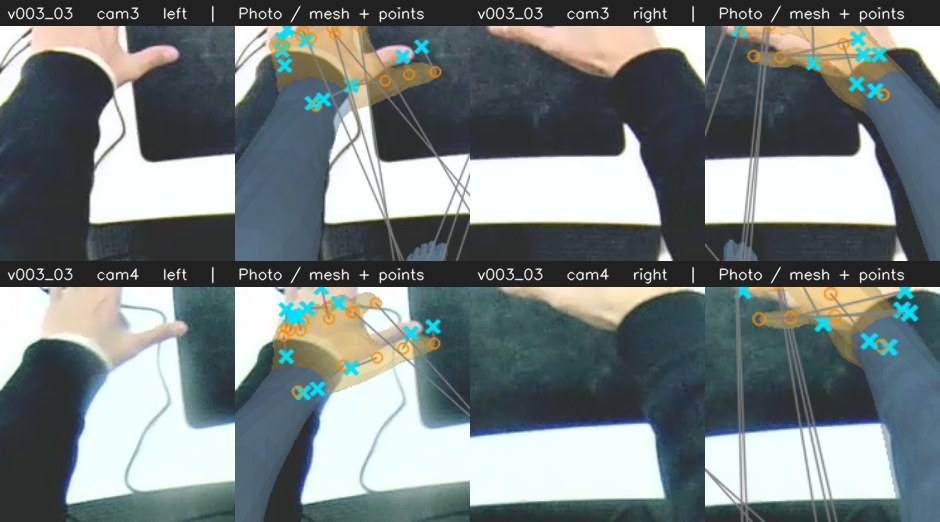 v003_03 cam3 left | Photo / mesh + points
v003_03 cam3 right | Photo / mesh + points
v003_03 cam4 left | Photo / mesh + points
v003_03 cam4 right | Photo / mesh + points